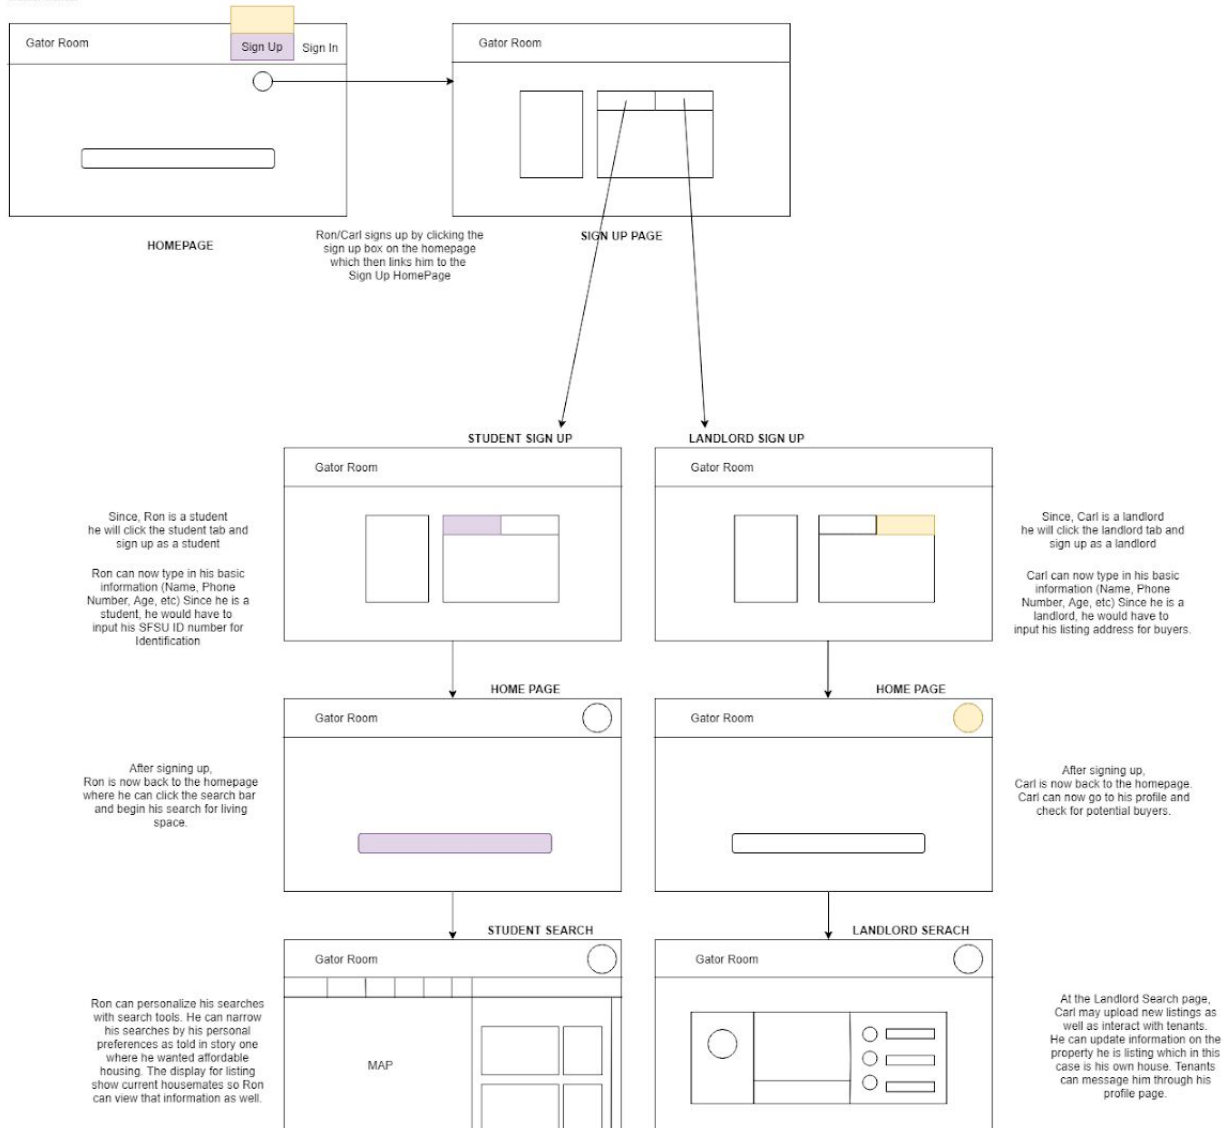 Gator Room
Sign Up
Sign In
Gator Room
HOMEPAGE
Ron/Carl signs up by clicking the
sign up box on the homepage
which then links him to the
Sign Up HomePage
SIGN UP PAGE
STUDENT SIGN UP
LANDLORD SIGN UP
Gator Room
Gator Room
Since, Ron is a student
he will click the student tab and
sign up as a student
Ron can now type in his basic
information (Name, Phone
Number, Age, etc) Since he is a
student, he would have to
input his SFSU ID number for
Identification
Since, Carl is a landlord
he will click the landlord tab and
sign up as a landlord
Carl can now type in his basic
information (Name, Phone
Number, Age, etc) Since he is a
landlord, he would have to
input his listing address for buyers.
HOME PAGE
HOME PAGE
Gator Room
Gator Room
After signing up,
Ron is now back to the homepage
where he can click the search bar
and begin his search for living
space.
After signing up,
Carl is now back to the homepage.
Carl can now go to his profile and
check for potential buyers.
STUDENT SEARCH
LANDLORD SERACH
Gator Room
Gator Room
Ron can personalize his searches
with search tools. He can narrow
his searches by his personal
preferences as told in story one
where he wanted affordable
housing. The display for listing
show current housemates so Ron
can view that information as well.
MAP
At the Landlord Search page,
Carl may upload new listings as
well as interact with tenants.
He can update information on the
property he is listing which in this
case is his own house. Tenants
can message him through his
profile page.